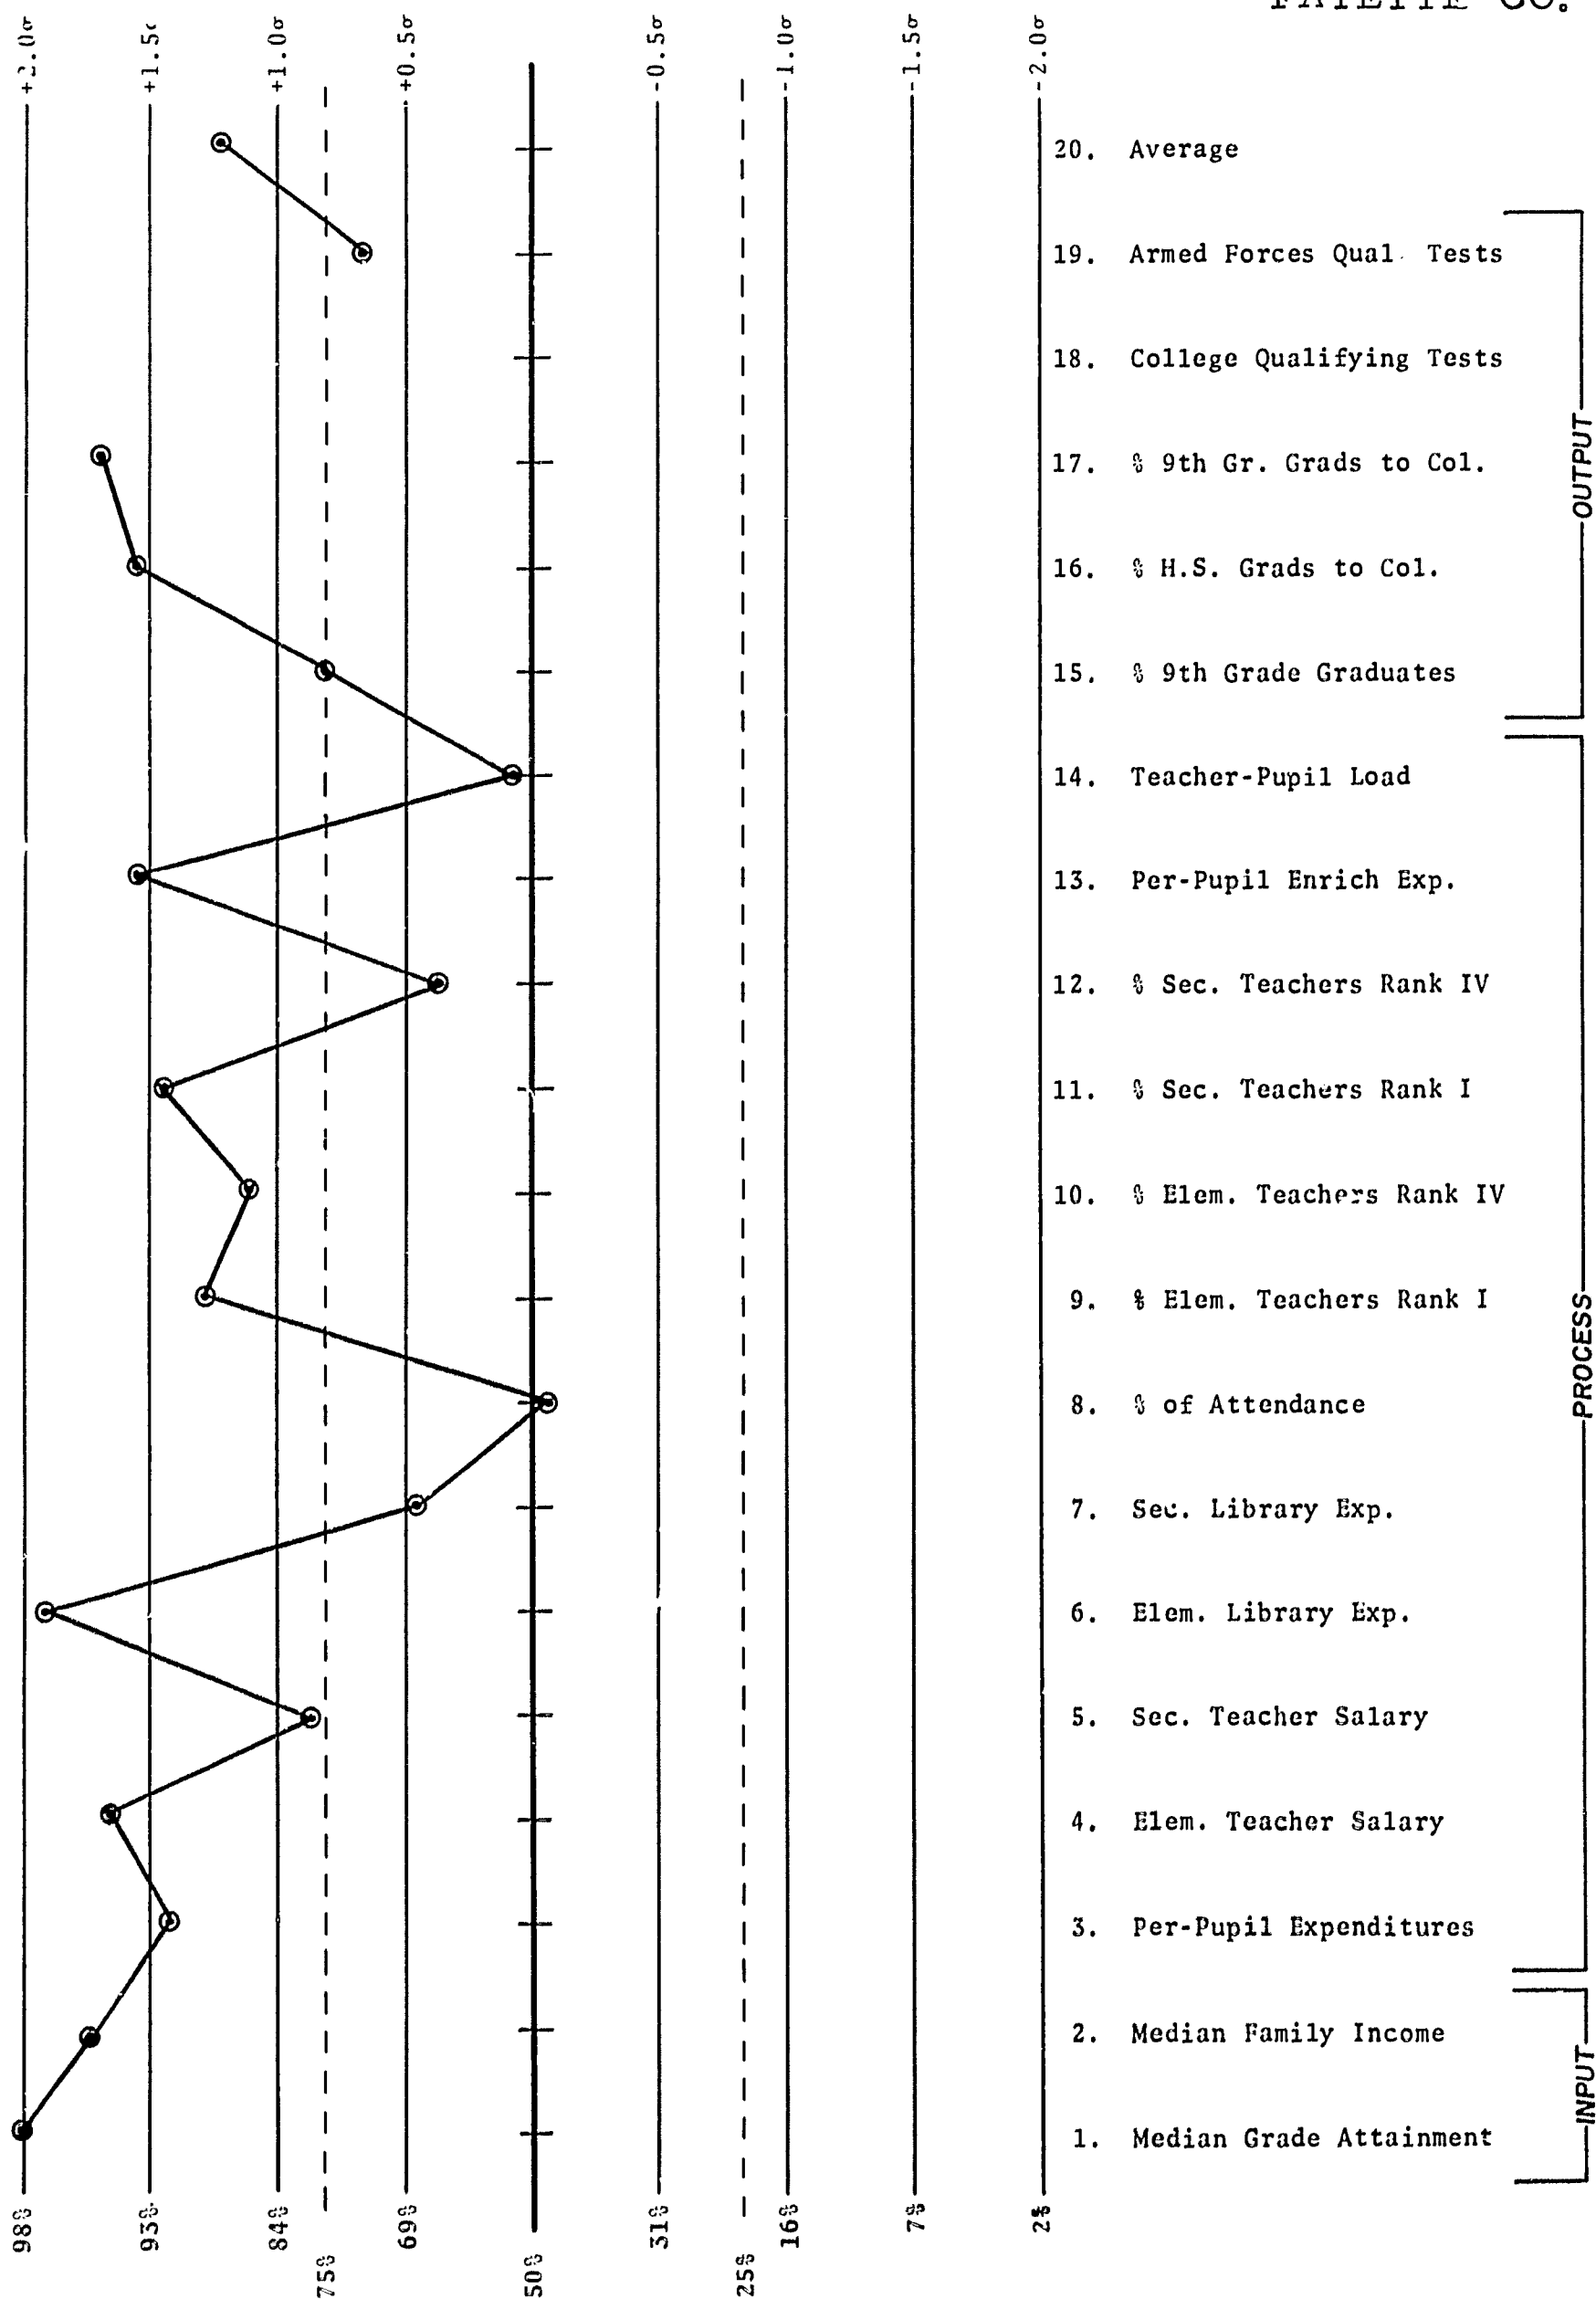 FAYETTE CO.
+2.0σ
+1.5σ
+1.0σ
+0.5σ
-0.5σ
-1.0σ
-1.5σ
-2.0σ
20. Average
19. Armed Forces Qual. Tests
18. College Qualifying Tests
17. % 9th Gr. Grads to Col.
16. % H.S. Grads to Col.
15. % 9th Grade Graduates
OUTPUT
14. Teacher-Pupil Load
13. Per-Pupil Enrich Exp.
12. % Sec. Teachers Rank IV
11. % Sec. Teachers Rank I
10. % Elem. Teachers Rank IV
9. % Elem. Teachers Rank I
8. % of Attendance
7. Sec. Library Exp.
6. Elem. Library Exp.
5. Sec. Teacher Salary
4. Elem. Teacher Salary
3. Per-Pupil Expenditures
PROCESS
2. Median Family Income
1. Median Grade Attainment
INPUT
98%
93%
84%
75%
69%
50%
31%
25%
16%
7%
2%